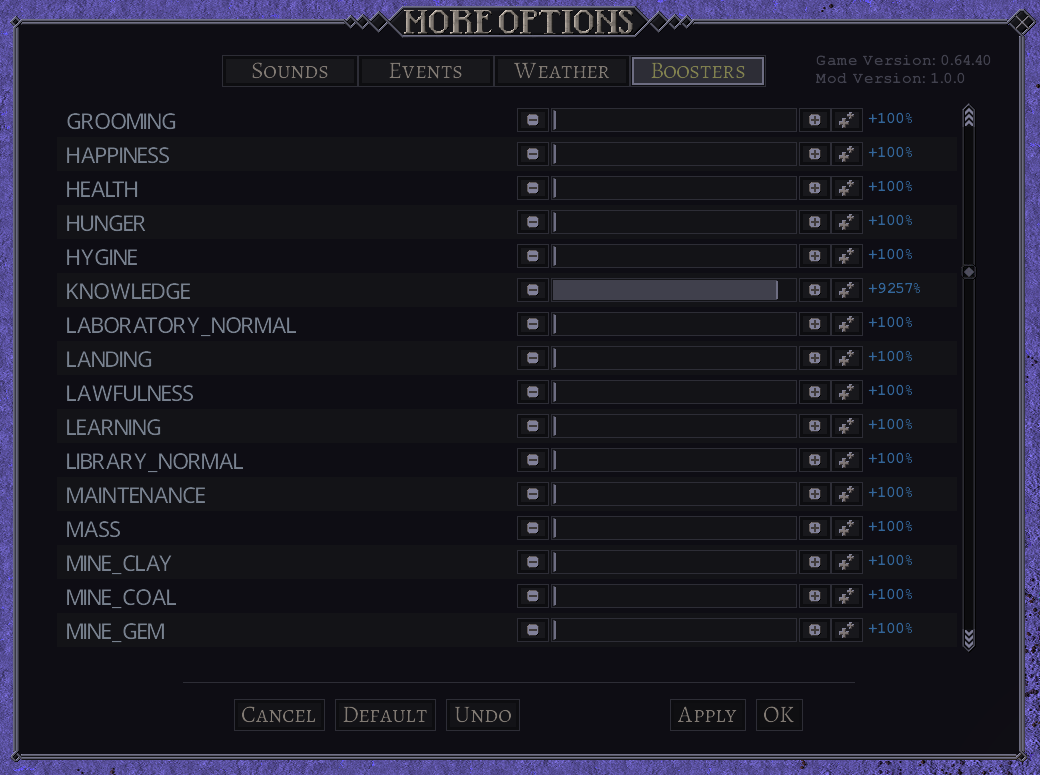 MORE OPTIONS
Sounds Events Weather Boosters
Game Version: 0.64.40
Mod Version: 1.0.0
GROOMING +100%
HAPPINESS +100%
HEALTH +100%
HUNGER +100%
HYGINE +100%
KNOWLEDGE +9257%
LABORATORY_NORMAL +100%
LANDING +100%
LAWFULNESS +100%
LEARNING +100%
LIBRARY_NORMAL +100%
MAINTENANCE +100%
MASS +100%
MINE_CLAY +100%
MINE_COAL +100%
MINE_GEM +100%
Cancel Default Undo Apply OK